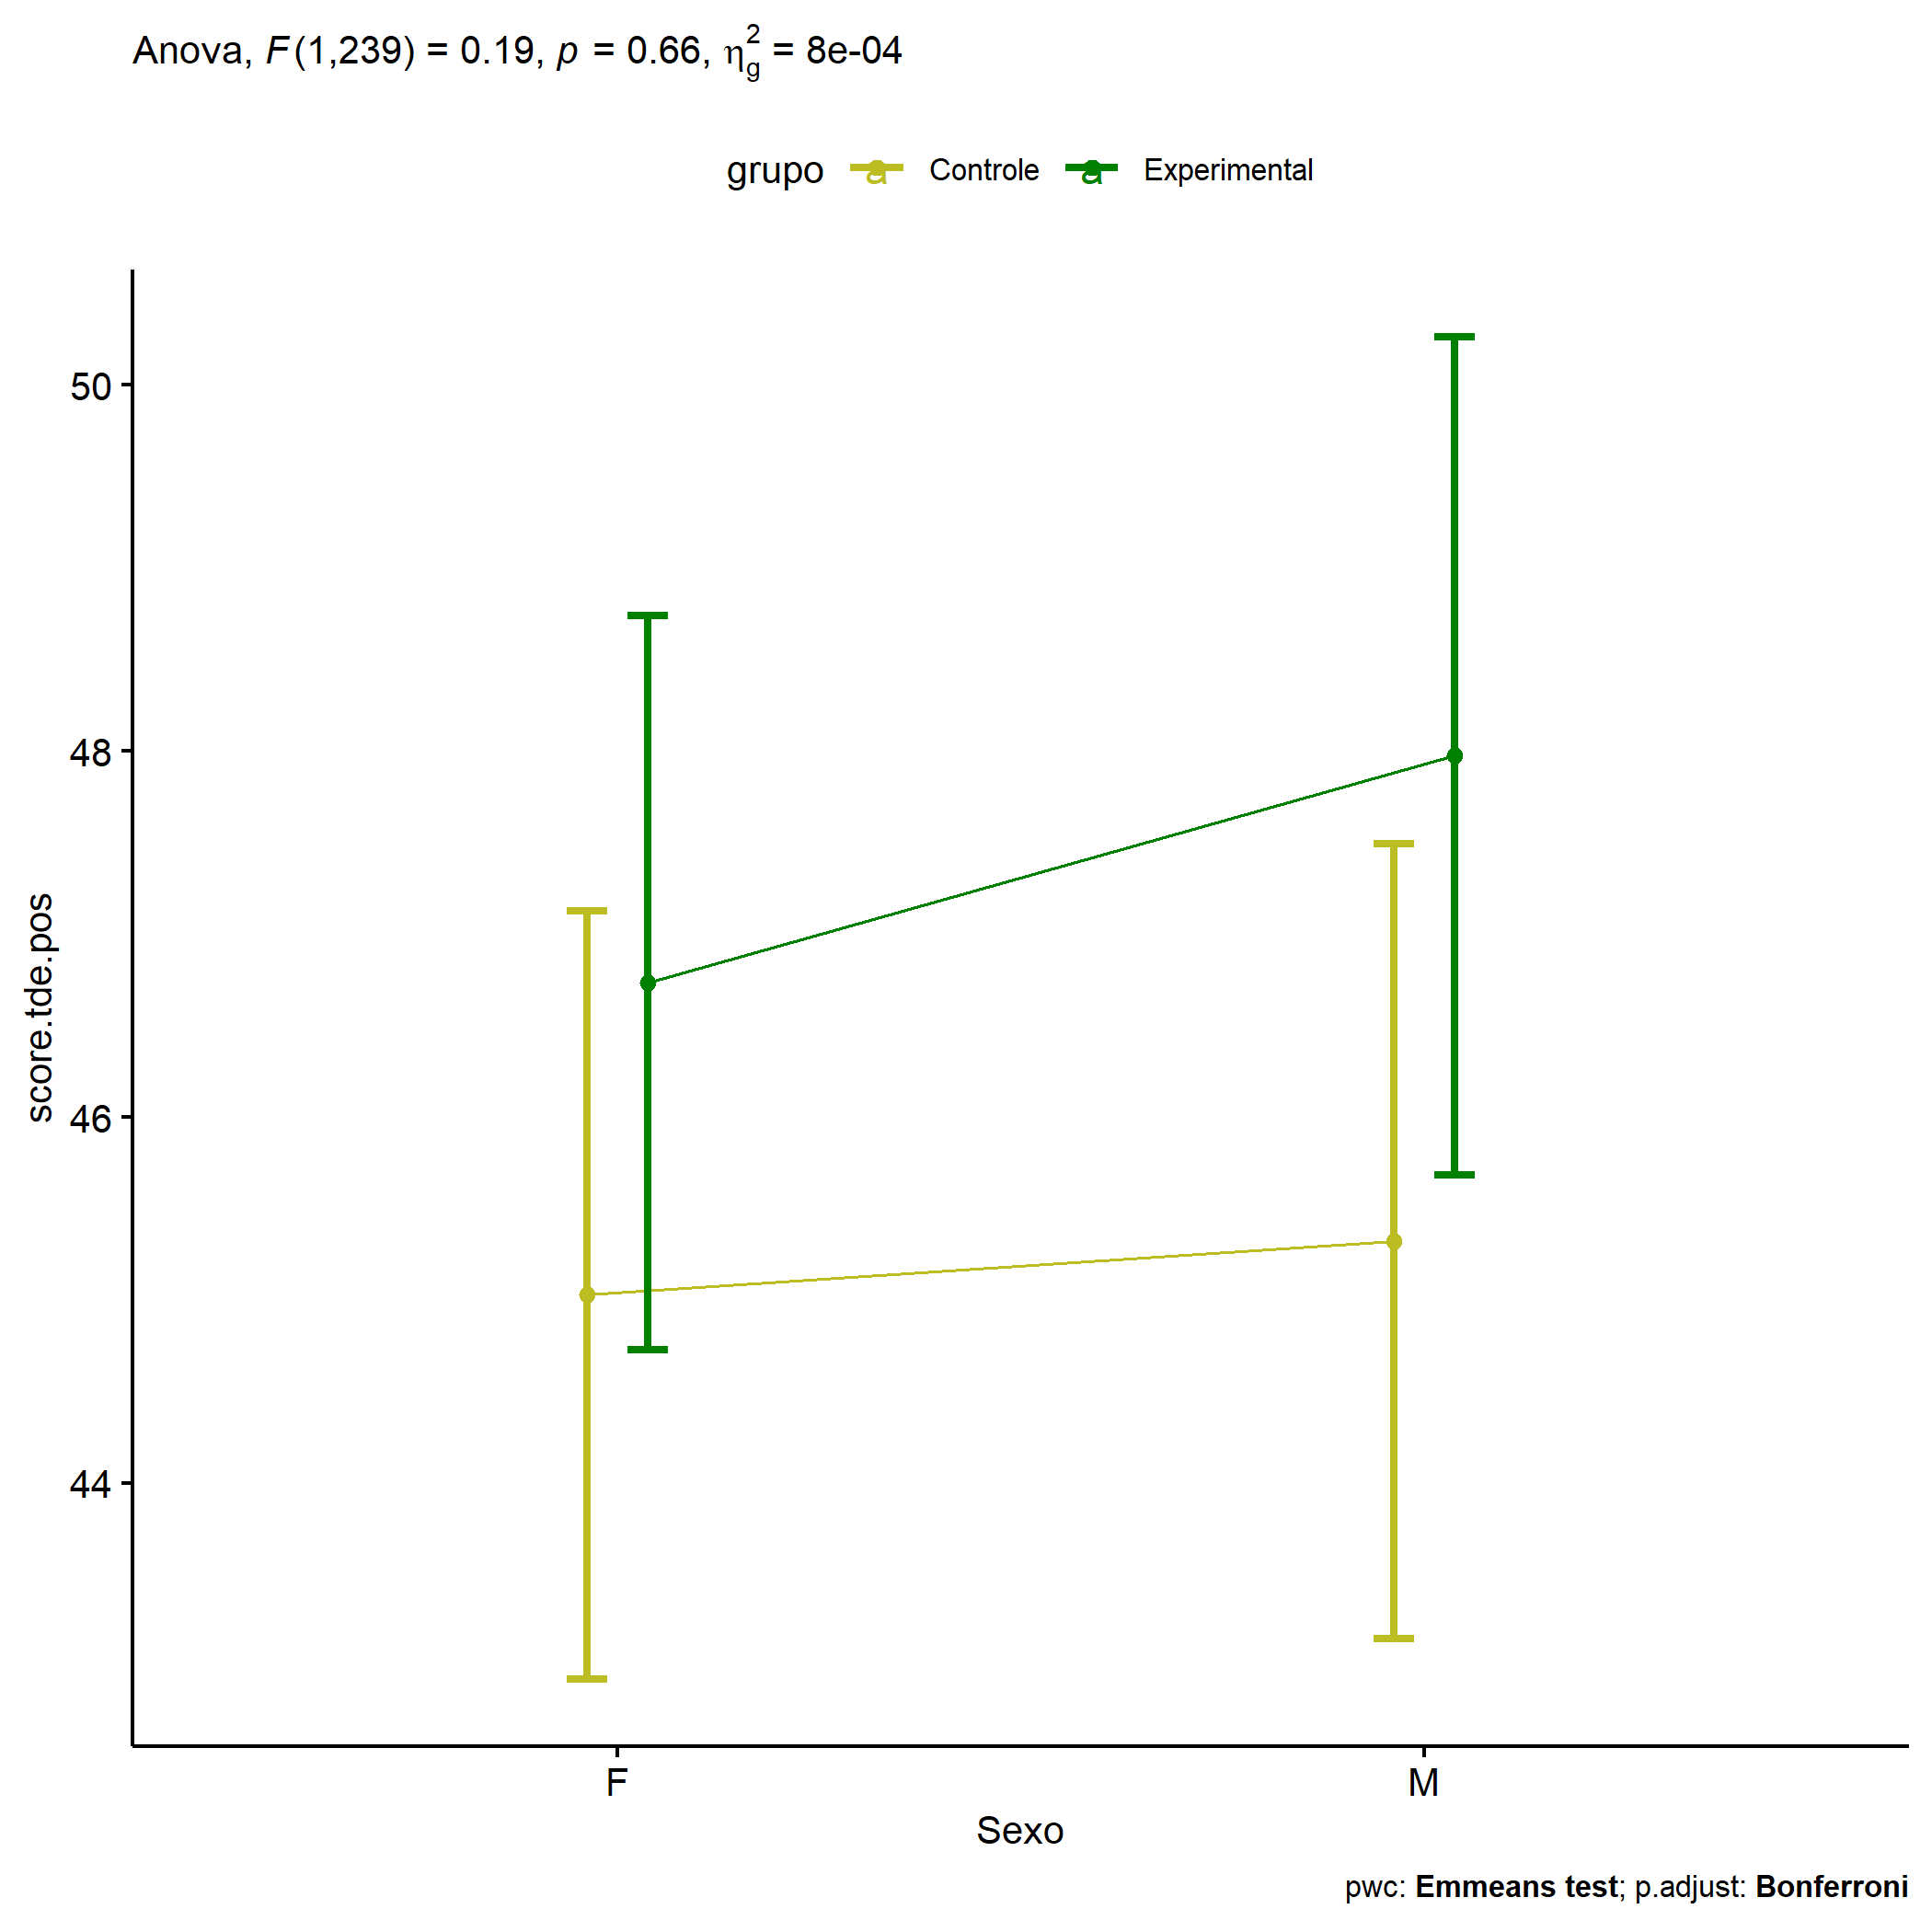 Anova, F(1,239) = 0.19, p = 0.66, η²g = 8e-04
grupo a Controle a Experimental
50
48
46
44
score.tde.pos
F M
Sexo
pwc: Emmeans test; p.adjust: Bonferroni